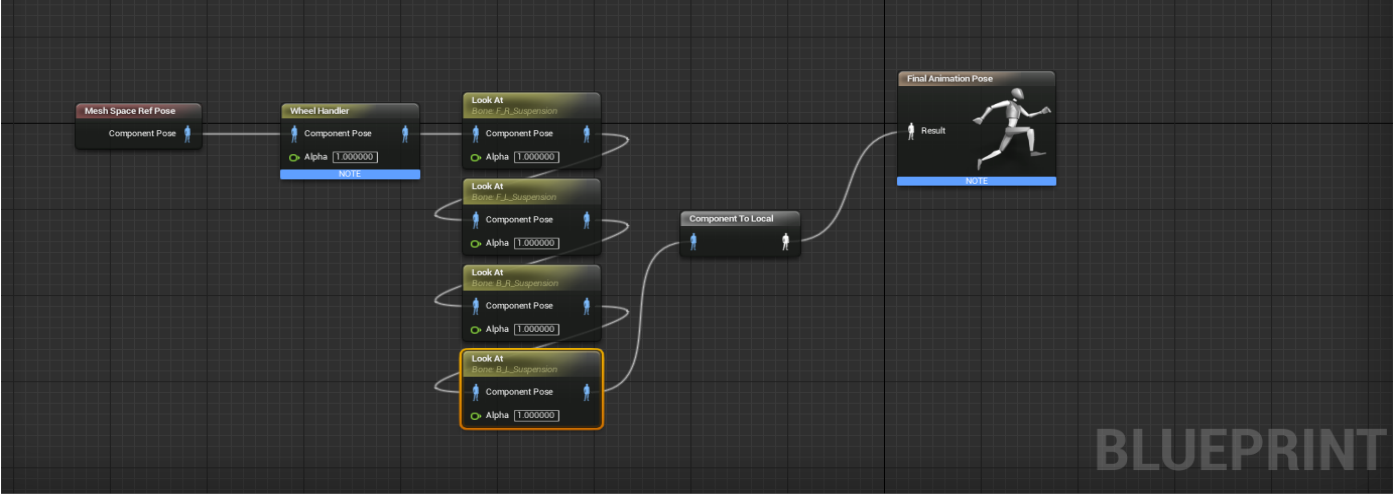 Mesh Space Ref Pose
Component Pose
Wheel Handler
Component Pose
Alpha 1.000000
NOTE
Look At
Bone: F_R_Suspension
Component Pose
Alpha 1.000000
Look At
Bone: F_L_Suspension
Component Pose
Alpha 1.000000
Look At
Bone: B_R_Suspension
Component Pose
Alpha 1.000000
Look At
Bone: B_L_Suspension
Component Pose
Alpha 1.000000
Component To Local
Final Animation Pose
Result
NOTE
BLUEPRINT